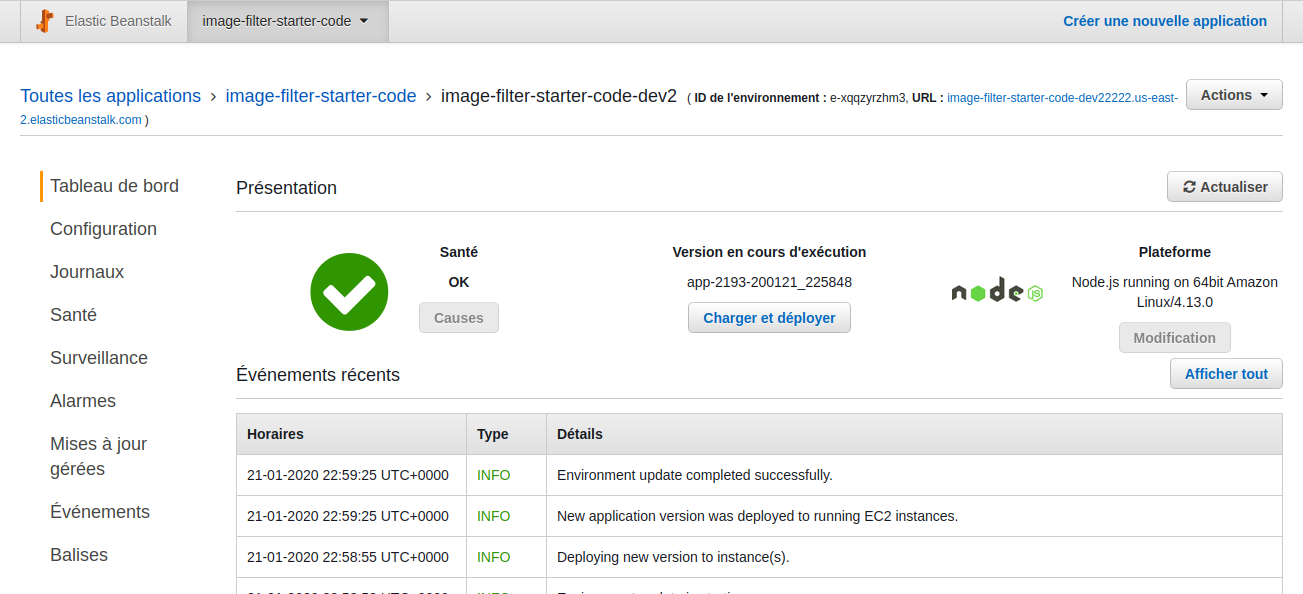 Elastic Beanstalk image-filter-starter-code Créer une nouvelle application
Toutes les applications › image-filter-starter-code › image-filter-starter-code-dev2 ( ID de l'environnement : e-xqqzyrzhm3, URL : image-filter-starter-code-dev22222.us-east- Actions
2.elasticbeanstalk.com )
Tableau de bord
Configuration
Journaux
Santé
Surveillance
Alarmes
Mises à jour
gérées
Événements
Balises
Présentation Actualiser
Santé
OK
Causes
Version en cours d'exécution
app-2193-200121_225848
Charger et déployer
node JS
Plateforme
Node.js running on 64bit Amazon
Linux/4.13.0
Modification
Événements récents Afficher tout
Horaires Type Détails
21-01-2020 22:59:25 UTC+0000 INFO Environment update completed successfully.
21-01-2020 22:59:25 UTC+0000 INFO New application version was deployed to running EC2 instances.
21-01-2020 22:58:55 UTC+0000 INFO Deploying new version to instance(s).